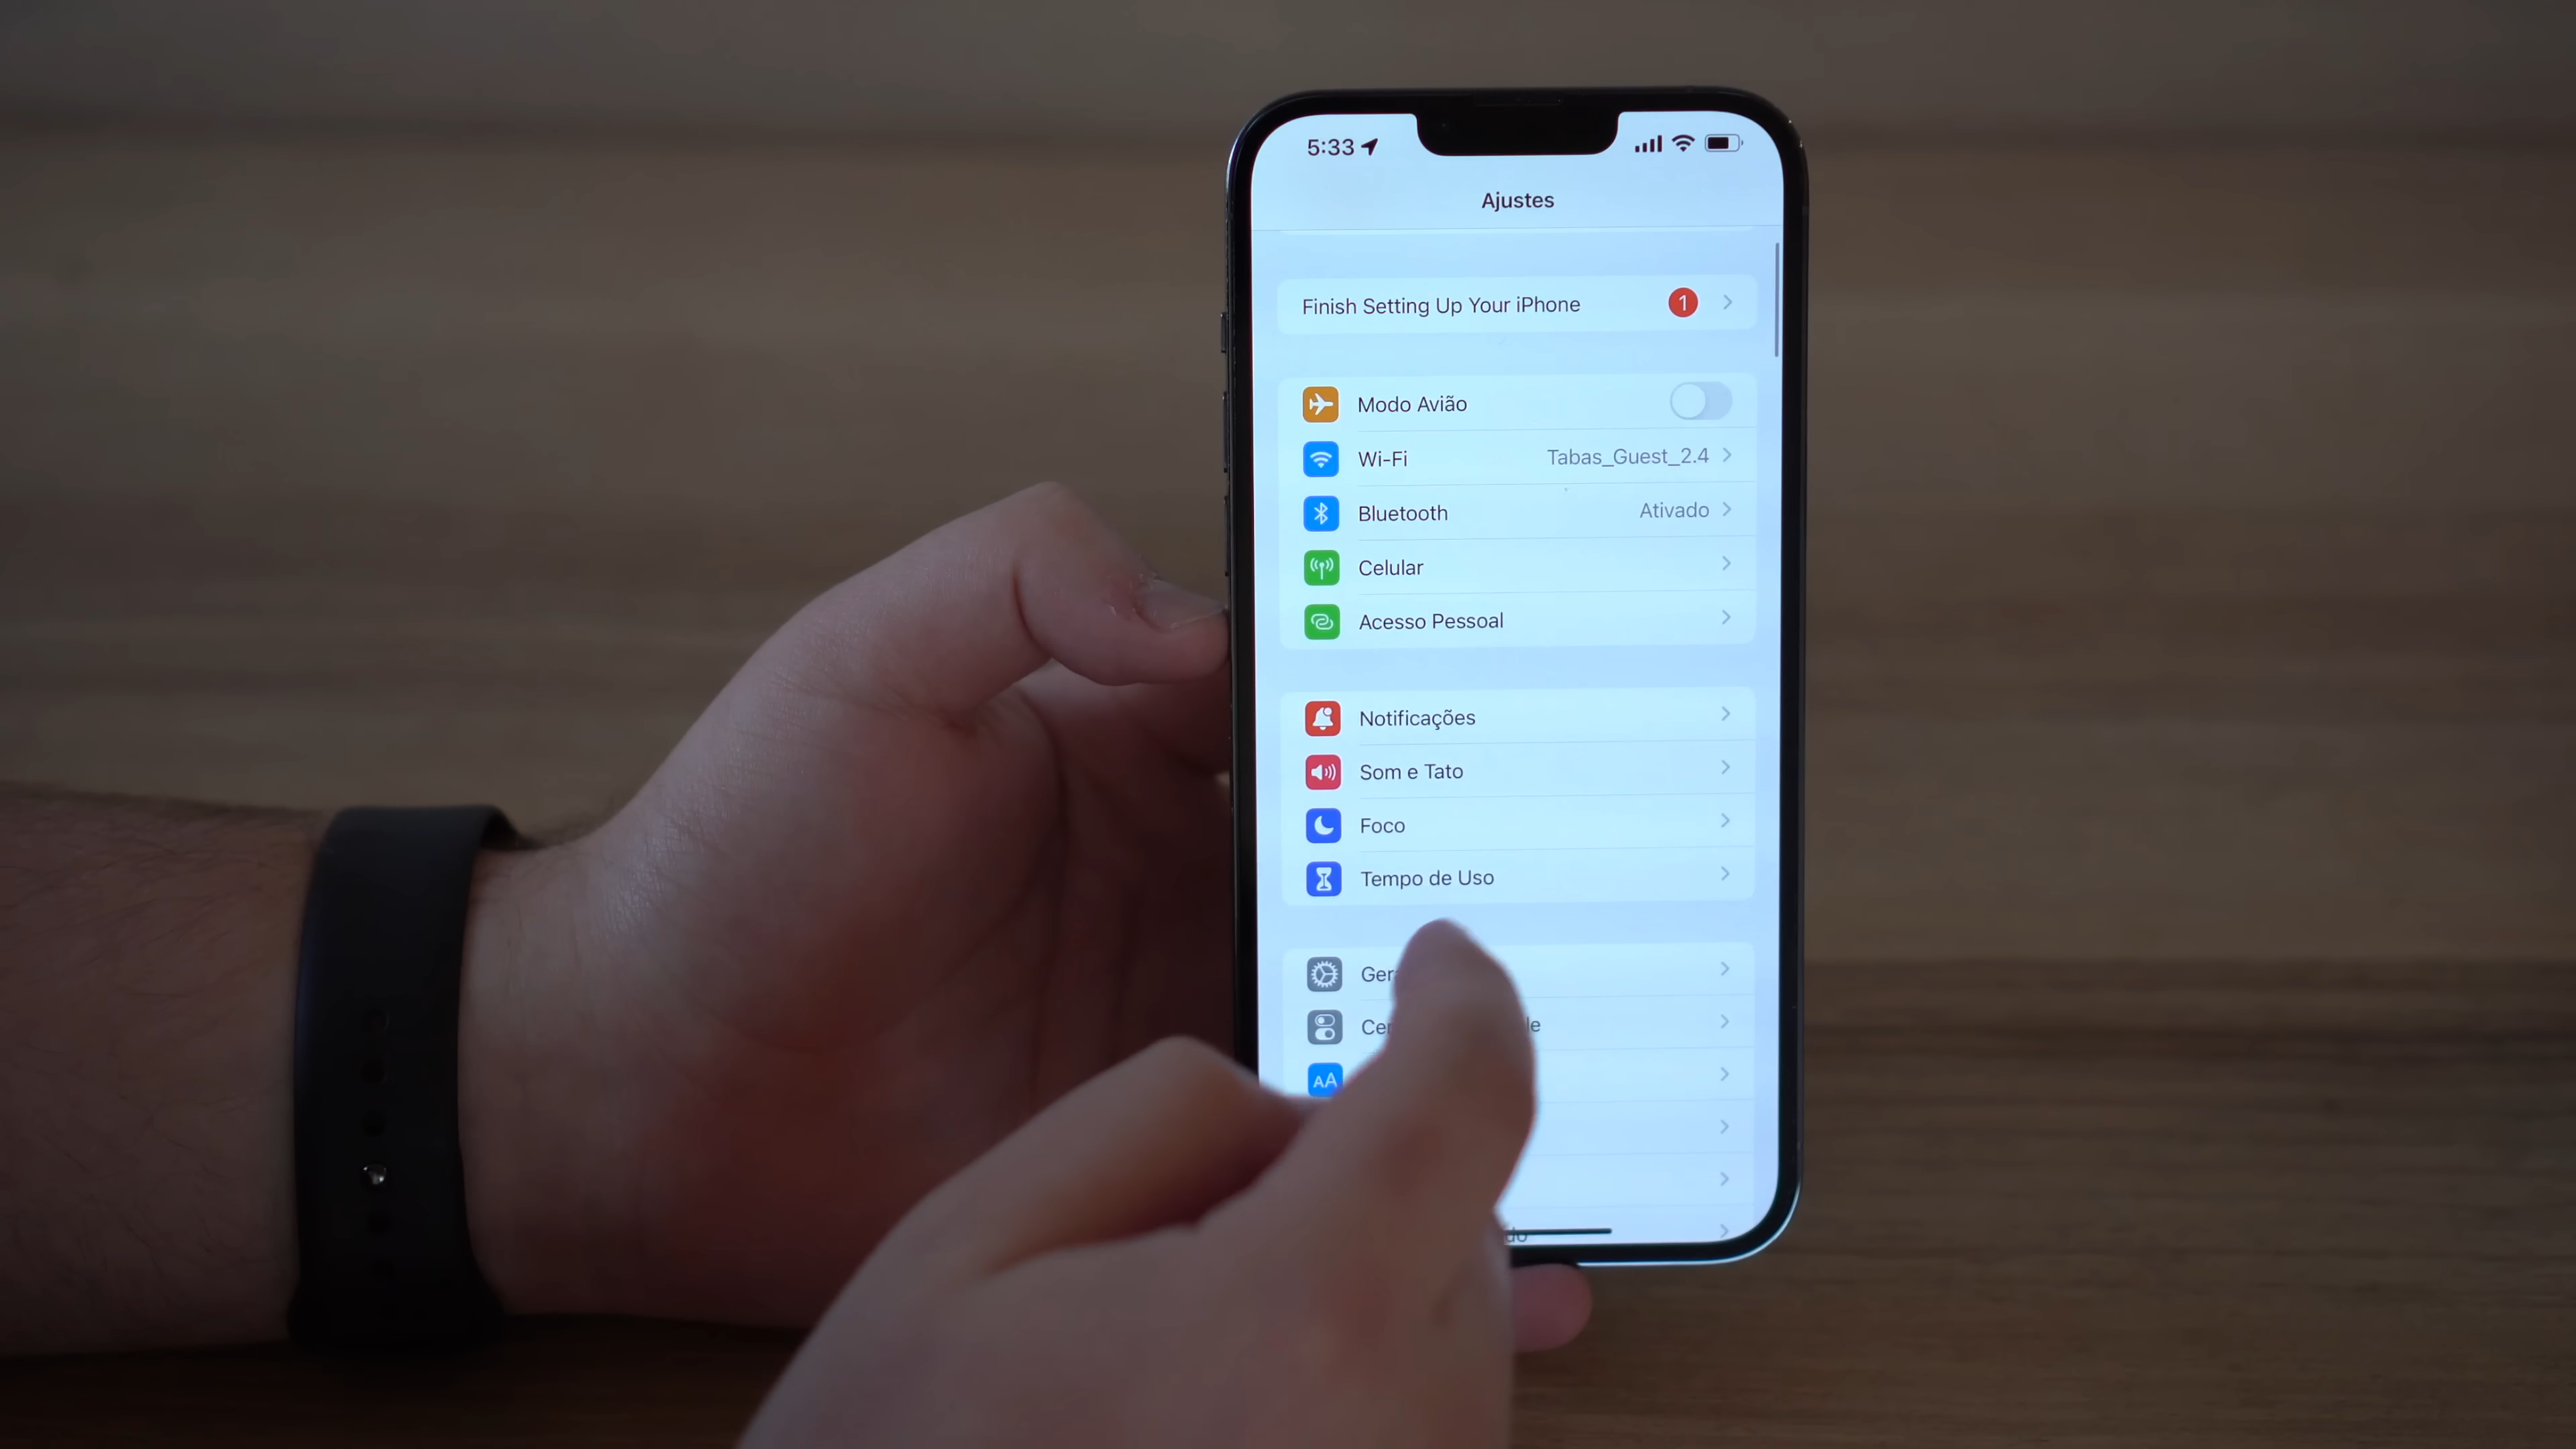 5:33
Ajustes
Finish Setting Up Your iPhone 1
Modo Avião
Wi-Fi Tabas_Guest_2.4
Bluetooth Ativado
Celular
Acesso Pessoal
Notificações
Som e Tato
Foco
Tempo de Uso
AA